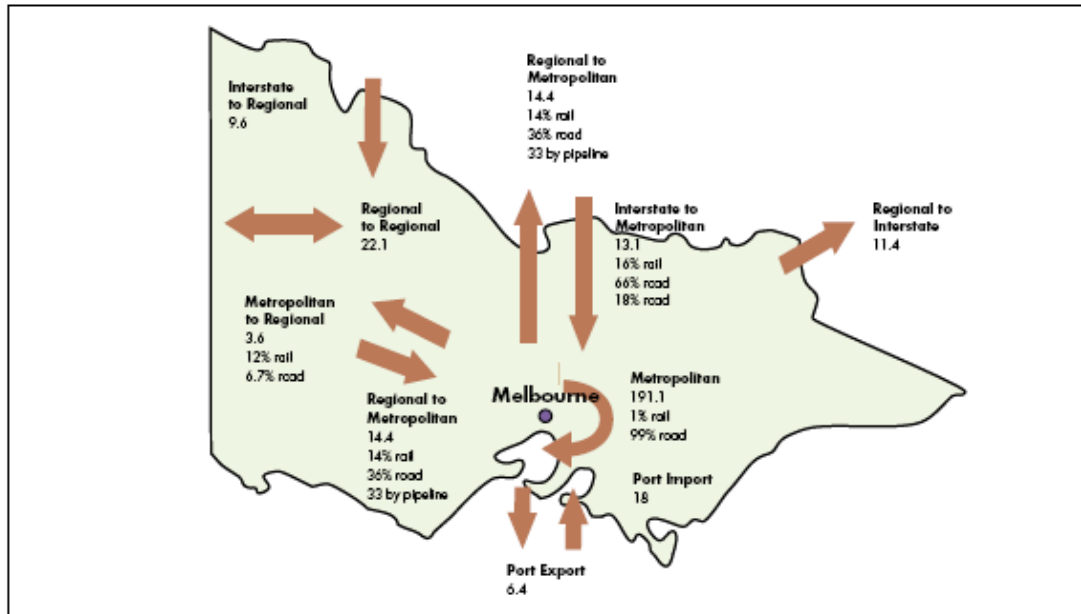 Regional to
Metropolitan
14.4
14% rail
36% road
33 by pipeline
Interstate
to Regional
9.6
Regional
to Regional
22.1
Interstate to
Metropolitan
13.1
16% rail
66% road
18% road
Regional to
Interstate
11.4
Metropolitan
to Regional
3.6
12% rail
6.7% road
Regional to
Metropolitan
14.4
14% rail
36% road
33 by pipeline
Melbourne
Metropolitan
191.1
1% rail
99% road
Port Import
18
Port Export
6.4